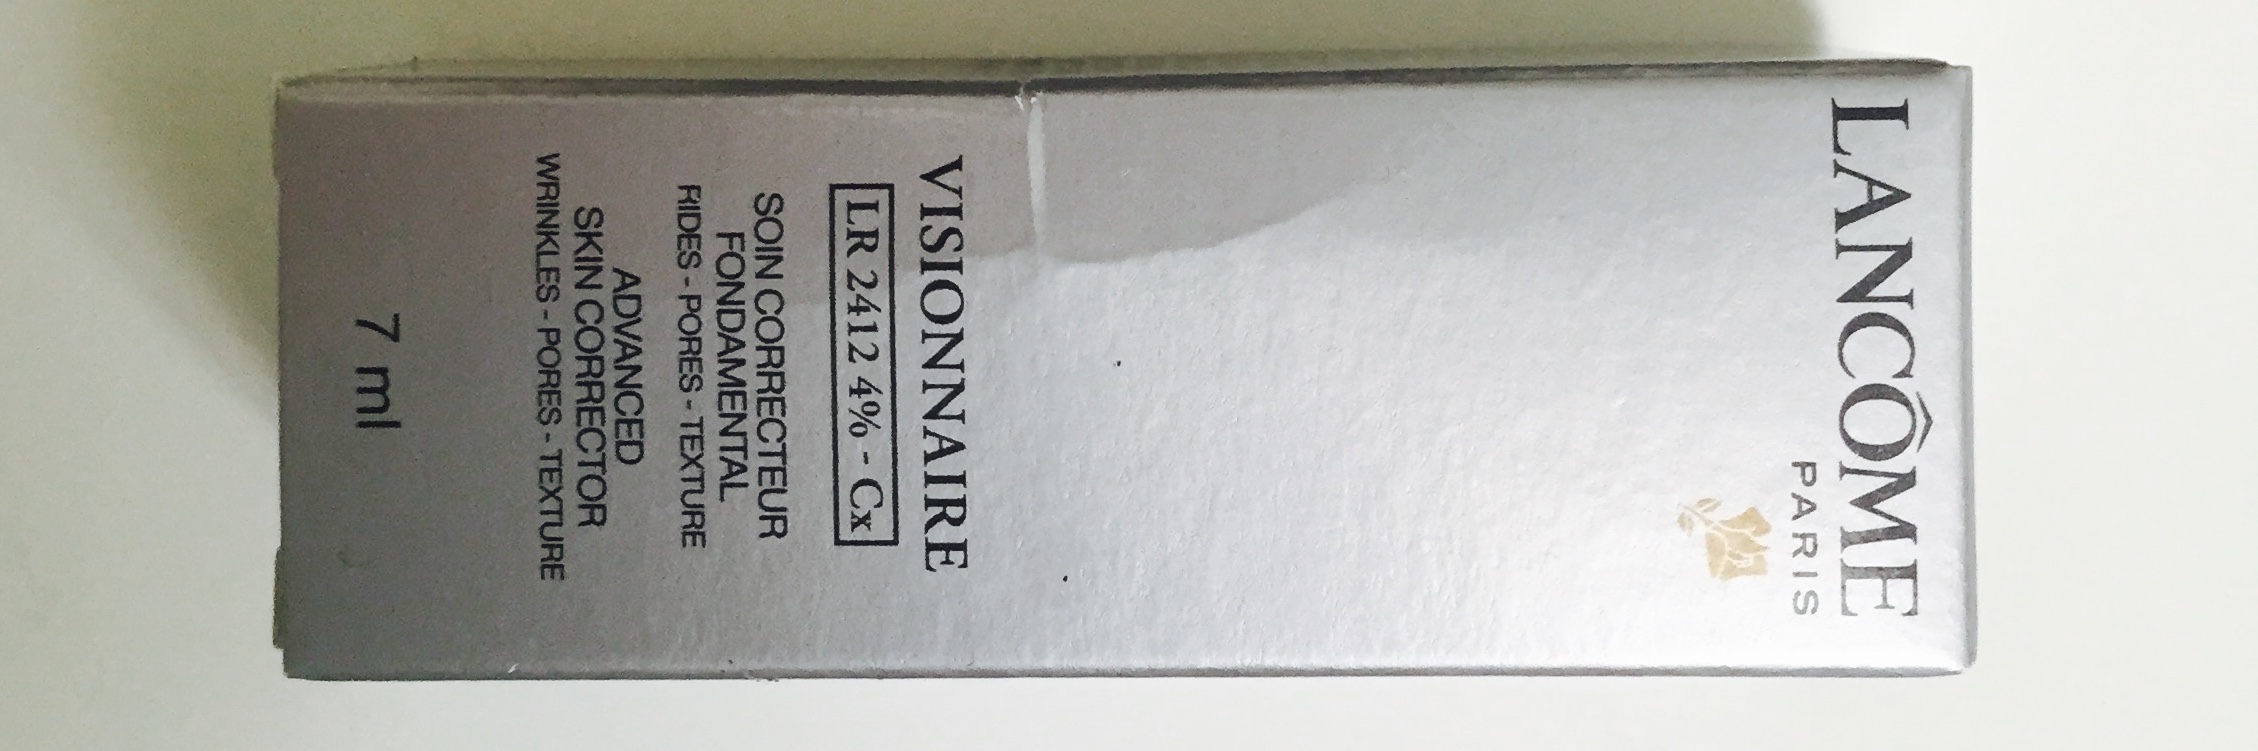 LANCÔME
PARIS
VISIONNAIRE
LR 2412 4% - Cx
SOIN CORRECTEUR
FONDAMENTAL
RIDES - PORES - TEXTURE
ADVANCED
SKIN CORRECTOR
WRINKLES - PORES - TEXTURE
7 ml